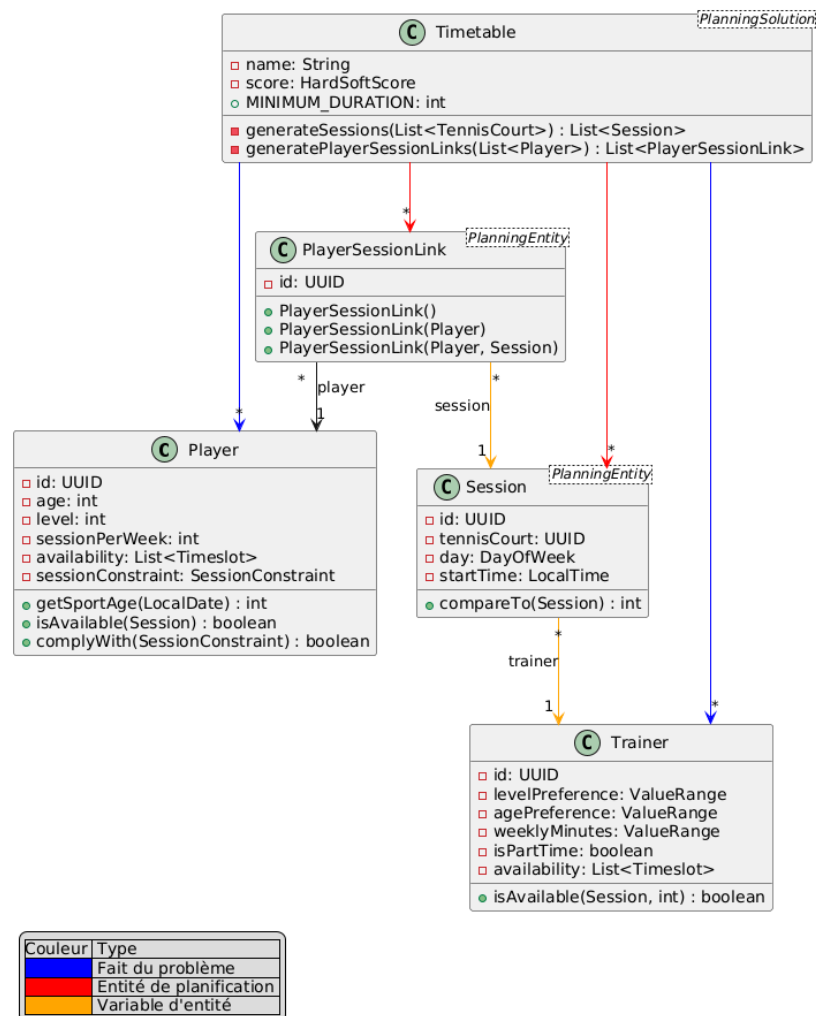 PlanningSolution
C Timetable
name: String
score: HardSoftScore
MINIMUM_DURATION: int
generateSessions(List<TennisCourt>) : List<Session>
generatePlayerSessionLinks(List<Player>) : List<PlayerSessionLink>
*
PlanningEntity
C PlayerSessionLink
id: UUID
PlayerSessionLink()
PlayerSessionLink(Player)
PlayerSessionLink(Player, Session)
*
player
1
*
session
1
*
*
C Player
id: UUID
age: int
level: int
sessionPerWeek: int
availability: List<Timeslot>
sessionConstraint: SessionConstraint
getSportAge(LocalDate) : int
isAvailable(Session) : boolean
complyWith(SessionConstraint) : boolean
PlanningEntity
C Session
id: UUID
tennisCourt: UUID
day: DayOfWeek
startTime: LocalTime
compareTo(Session) : int
*
trainer
1
*
C Trainer
id: UUID
levelPreference: ValueRange
agePreference: ValueRange
weeklyMinutes: ValueRange
isPartTime: boolean
availability: List<Timeslot>
isAvailable(Session, int) : boolean
Couleur Type
Fait du problème
Entité de planification
Variable d'entité